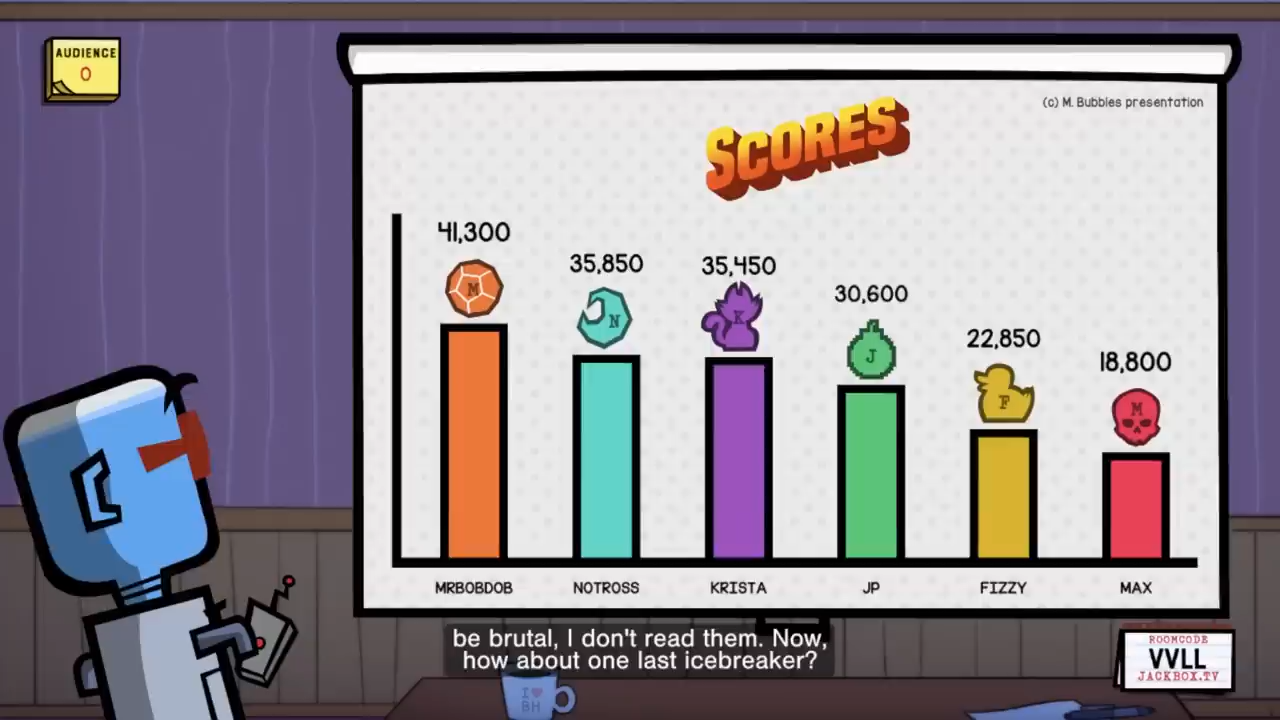 AUDIENCE
0
(c) M. Bubbles presentation
SCORES
41,300
35,850
35,450
30,600
22,850
18,800
M
N
K
J
F
M
MRBOBDOB
NOTROSS
KRISTA
JP
FIZZY
MAX
be brutal, I don't read them. Now,
how about one last icebreaker?
ROOMCODE
VVLL
JACKBOX.TV
I ♥
BH